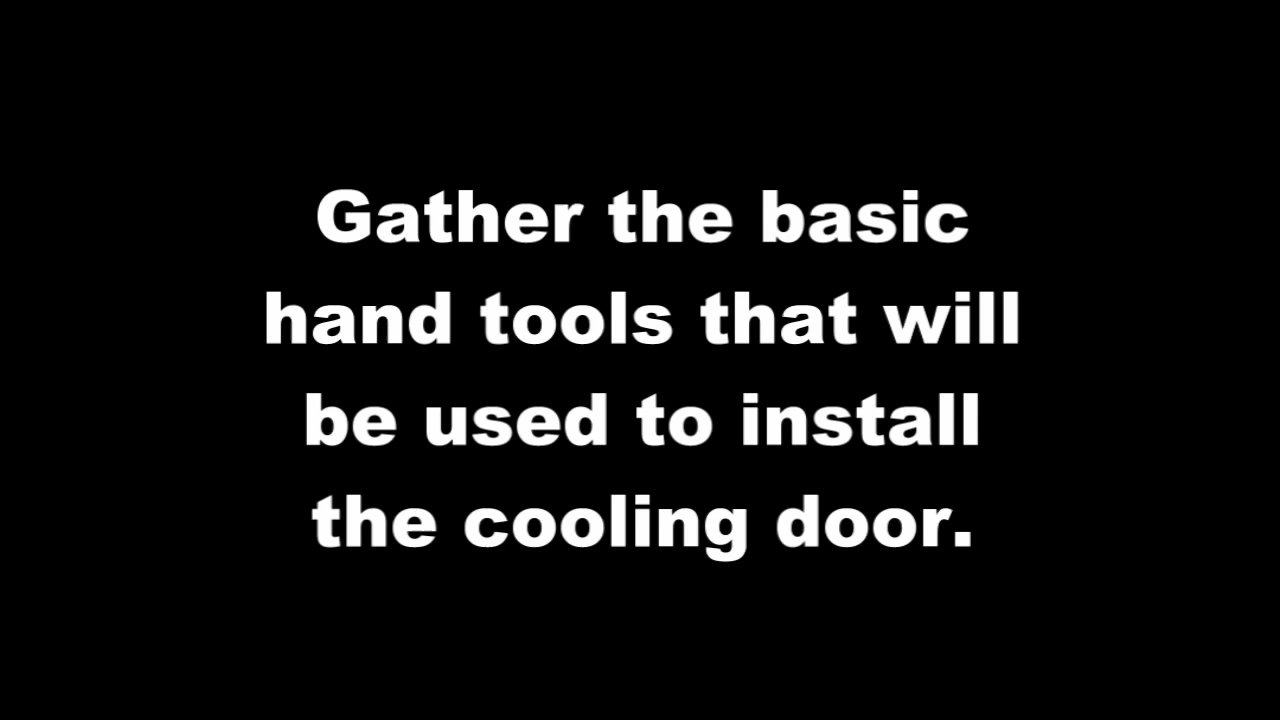 Gather the basic
hand tools that will
be used to install
the cooling door.